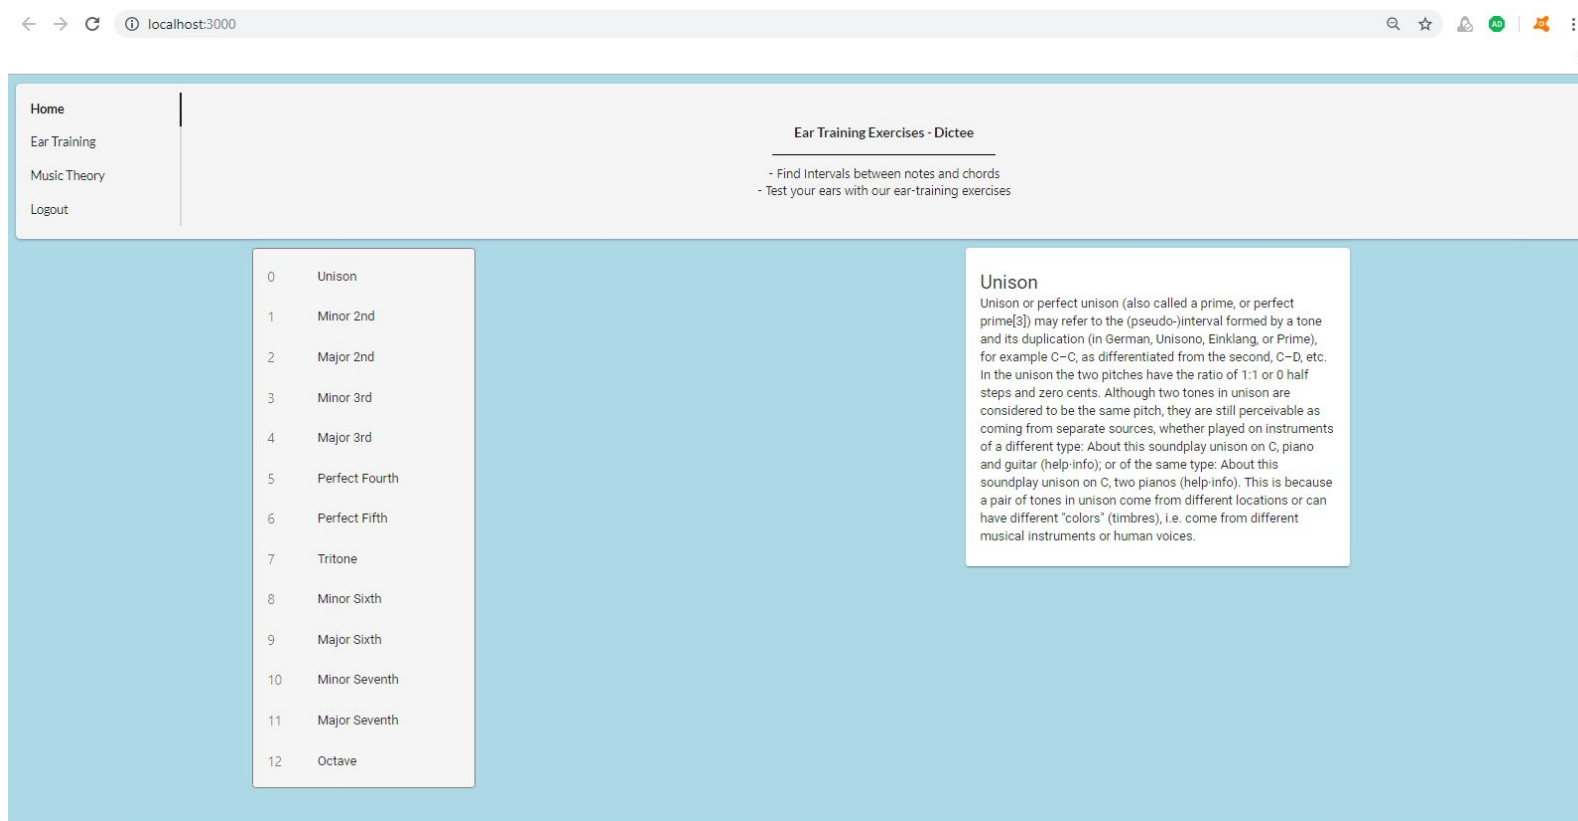 localhost:3000
AD
Home
Ear Training
Music Theory
Logout
Ear Training Exercises - Dictee
- Find Intervals between notes and chords
- Test your ears with our ear-training exercises
0 Unison
1 Minor 2nd
2 Major 2nd
3 Minor 3rd
4 Major 3rd
5 Perfect Fourth
6 Perfect Fifth
7 Tritone
8 Minor Sixth
9 Major Sixth
10 Minor Seventh
11 Major Seventh
12 Octave
Unison
Unison or perfect unison (also called a prime, or perfect
prime[3]) may refer to the (pseudo-)interval formed by a tone
and its duplication (in German, Unisono, Einklang, or Prime),
for example C–C, as differentiated from the second, C–D, etc.
In the unison the two pitches have the ratio of 1:1 or 0 half
steps and zero cents. Although two tones in unison are
considered to be the same pitch, they are still perceivable as
coming from separate sources, whether played on instruments
of a different type: About this soundplay unison on C, piano
and guitar (help·info); or of the same type: About this
soundplay unison on C, two pianos (help·info). This is because
a pair of tones in unison come from different locations or can
have different "colors" (timbres), i.e. come from different
musical instruments or human voices.